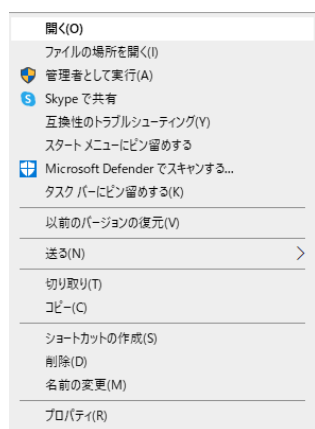 開く(O)
ファイルの場所を開く(I)
管理者として実行(A)
Skype で共有
互換性のトラブルシューティング(Y)
スタート メニューにピン留めする
Microsoft Defender でスキャンする...
タスク バーにピン留めする(K)
以前のバージョンの復元(V)
送る(N)
切り取り(T)
コピー(C)
ショートカットの作成(S)
削除(D)
名前の変更(M)
プロパティ(R)